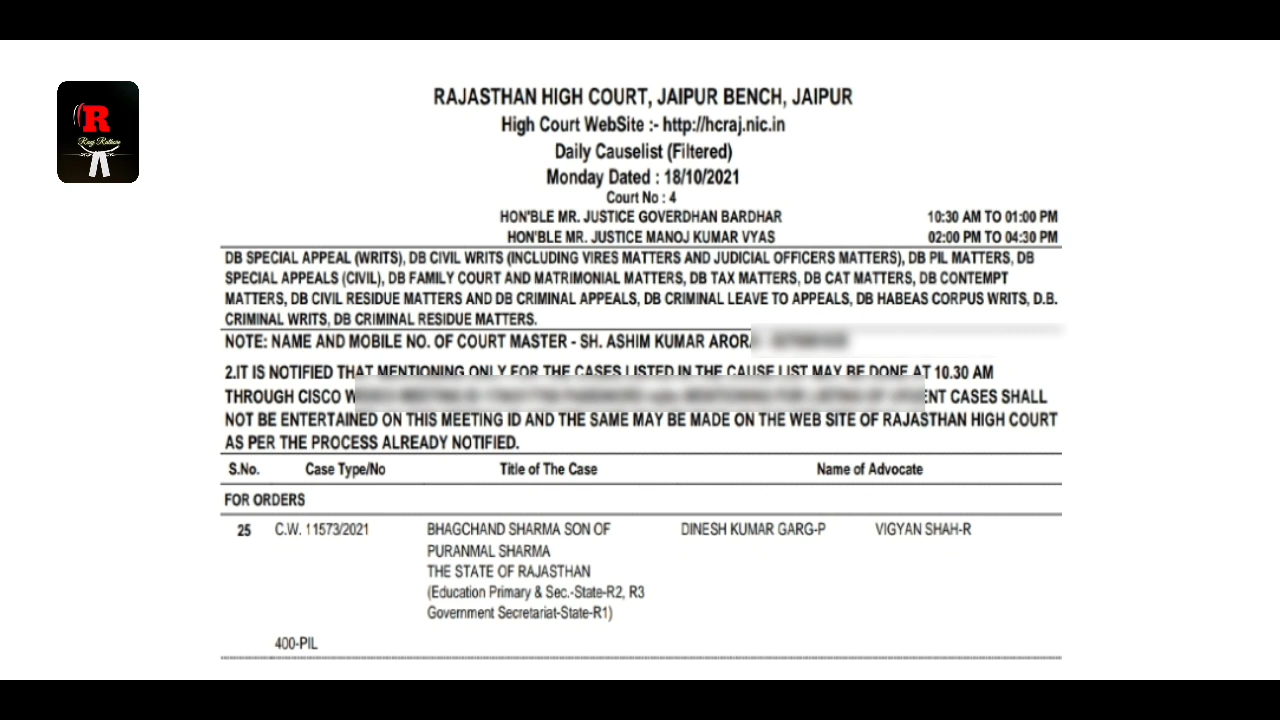 R
RAJASTHAN HIGH COURT, JAIPUR BENCH, JAIPUR
High Court WebSite :- http://hcraj.nic.in
Daily Causelist (Filtered)
Monday Dated : 18/10/2021
Court No : 4
HON'BLE MR. JUSTICE GOVERDHAN BARDHAR 10:30 AM TO 01:00 PM
HON'BLE MR. JUSTICE MANOJ KUMAR VYAS 02:00 PM TO 04:30 PM
DB SPECIAL APPEAL (WRITS), DB CIVIL WRITS (INCLUDING VIRES MATTERS AND JUDICIAL OFFICERS MATTERS), DB PIL MATTERS, DB
SPECIAL APPEALS (CIVIL), DB FAMILY COURT AND MATRIMONIAL MATTERS, DB TAX MATTERS, DB CAT MATTERS, DB CONTEMPT
MATTERS, DB CIVIL RESIDUE MATTERS AND DB CRIMINAL APPEALS, DB CRIMINAL LEAVE TO APPEALS, DB HABEAS CORPUS WRITS, D.B.
CRIMINAL WRITS, DB CRIMINAL RESIDUE MATTERS.
NOTE: NAME AND MOBILE NO. OF COURT MASTER - SH. ASHIM KUMAR ARORA
2.IT IS NOTIFIED THAT MENTIONING ONLY FOR THE CASES LISTED IN THE CAUSE LIST MAY BE DONE AT 10.30 AM
THROUGH CISCO CASES SHALL
NOT BE ENTERTAINED ON THIS MEETING ID AND THE SAME MAY BE MADE ON THE WEB SITE OF RAJASTHAN HIGH COURT
AS PER THE PROCESS ALREADY NOTIFIED.
S.No. Case Type/No Title of The Case Name of Advocate
FOR ORDERS
25 C.W. 11573/2021 BHAGCHAND SHARMA SON OF DINESH KUMAR GARG-P VIGYAN SHAH-R
PURANMAL SHARMA
THE STATE OF RAJASTHAN
(Education Primary & Sec.-State-R2, R3
Government Secretariat-State-R1)
400-PIL